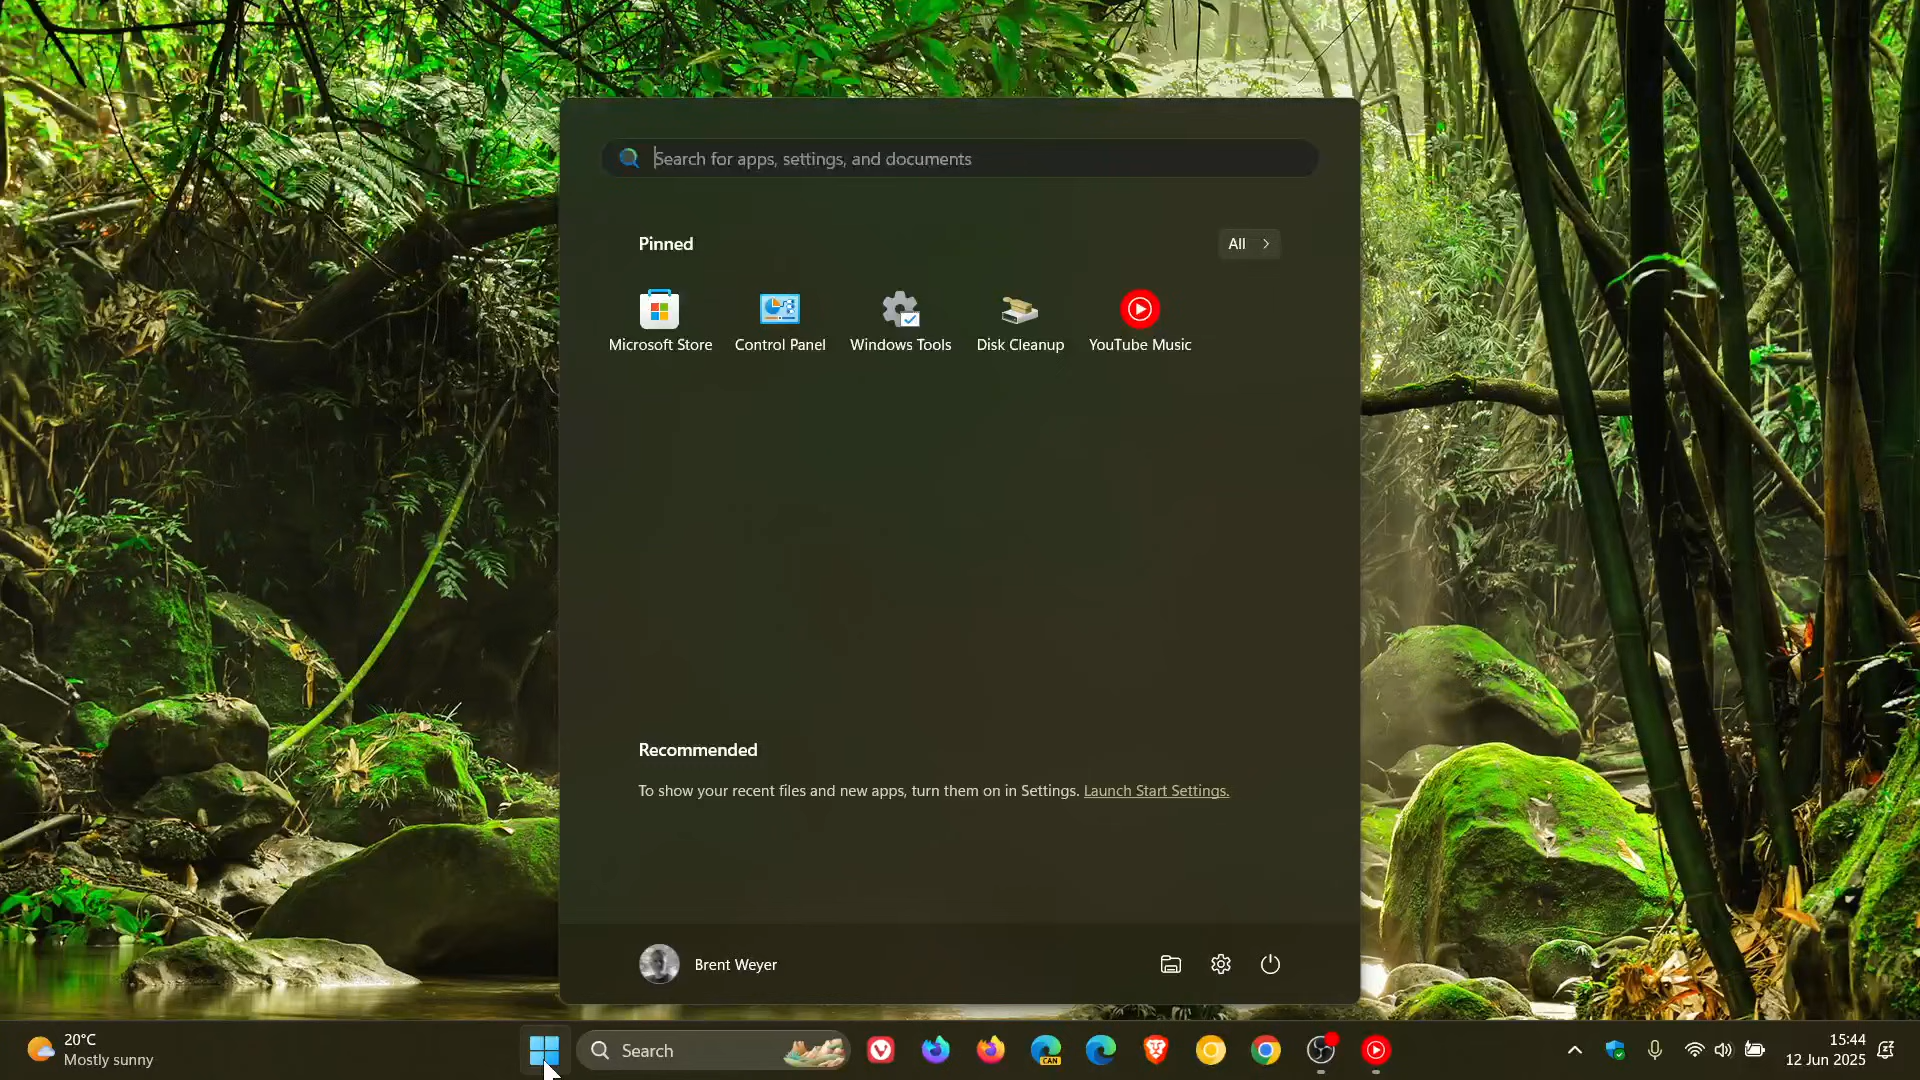 Search for apps, settings, and documents
Pinned
All
Microsoft Store
Control Panel
Windows Tools
Disk Cleanup
YouTube Music
Recommended
To show your recent files and new apps, turn them on in Settings. Launch Start Settings.
Brent Weyer
20°C
Mostly sunny
Search
CAN
15:44
12 Jun 2025